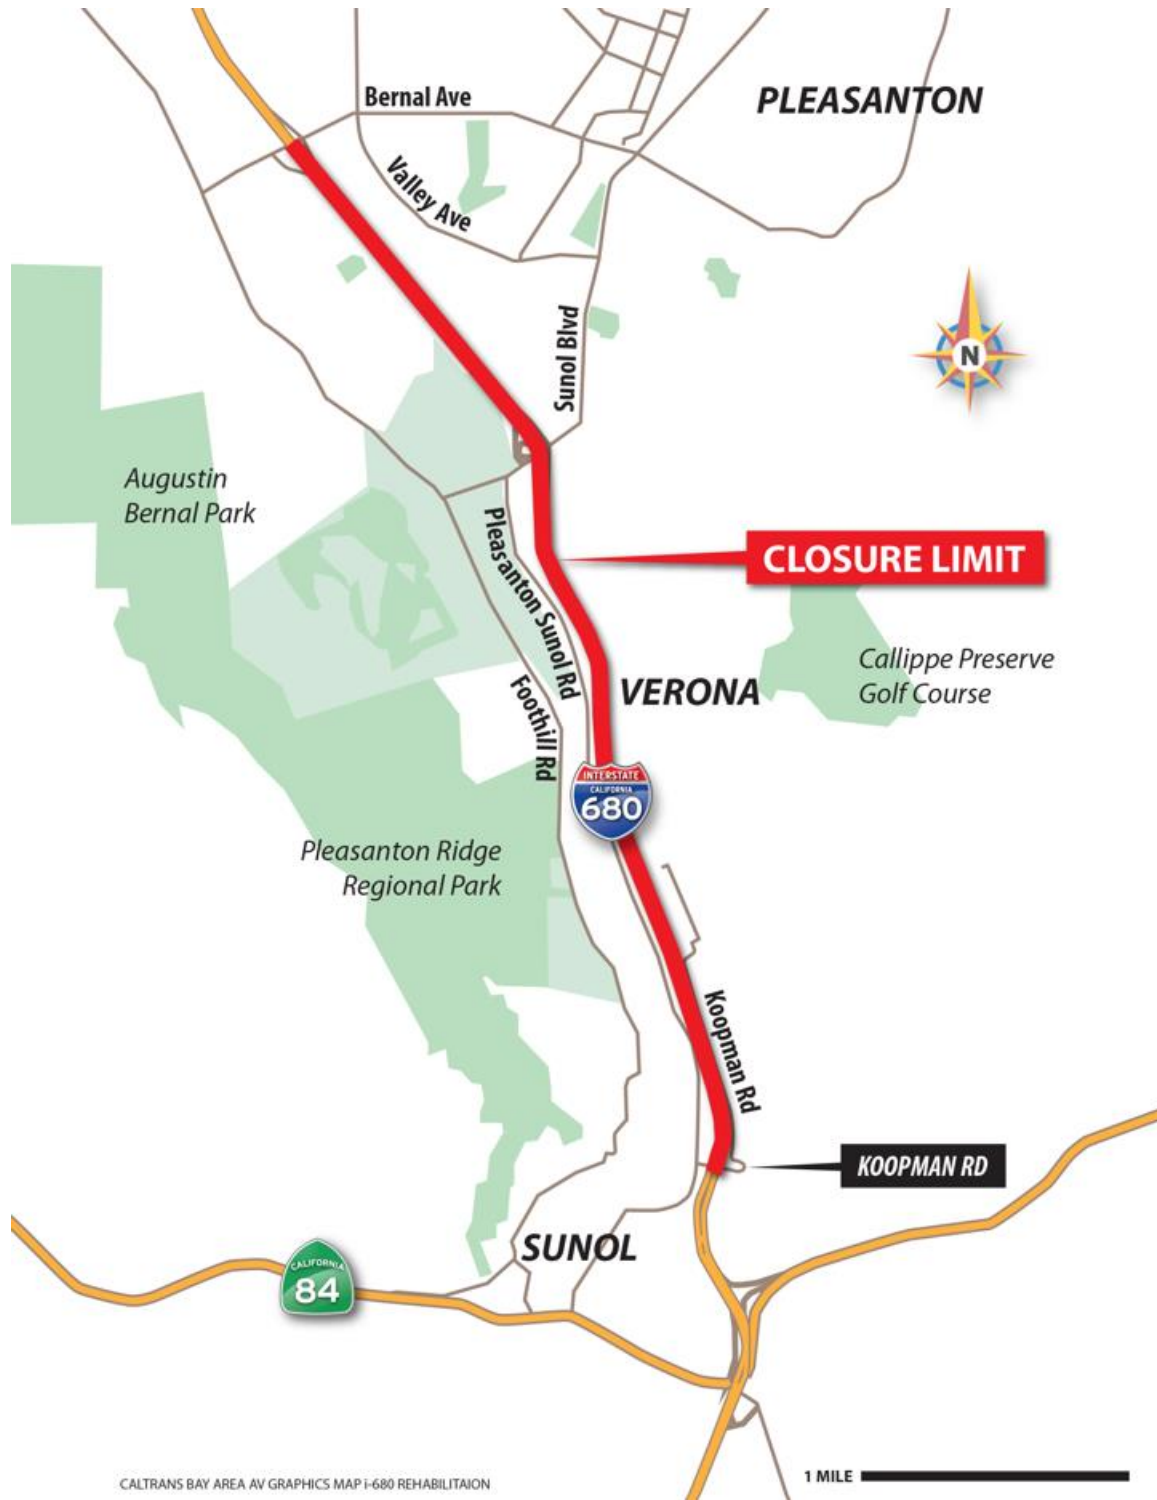 Bernal Ave
PLEASANTON
Valley Ave
Sunol Blvd
N
Augustin
Bernal Park
Pleasanton Sunol Rd
CLOSURE LIMIT
Foothill Rd
VERONA
Callippe Preserve
Golf Course
INTERSTATE
CALIFORNIA
680
Pleasanton Ridge
Regional Park
Koopman Rd
KOOPMAN RD
SUNOL
CALIFORNIA
84
1 MILE
CALTRANS BAY AREA AV GRAPHICS MAP i-680 REHABILITAION